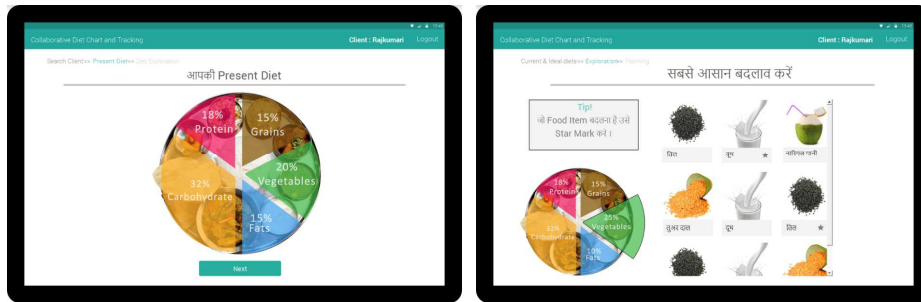 Collaborative Diet Chart and Tracking
Client : Rajkumari
Logout
Search Client>> Present Diet>> Diet Exploration
आपकी Present Diet
18%
Protein
15%
Grains
20%
Vegetables
32%
Carbohydrate
15%
Fats
Next
Collaborative Diet Chart and Tracking
Client : Rajkumari
Logout
Current & Ideal diets>> Exploration>> Planning
सबसे आसान बदलाव करें
Tip!
जो Food Item बदलना है उसे
Star Mark करें ।
18%
Protein
15%
Grains
25%
Vegetables
32%
Carbohydrate
10%
Fats
तिल
दूध
नारियल पानी
तुअर दाल
दूध
तिल